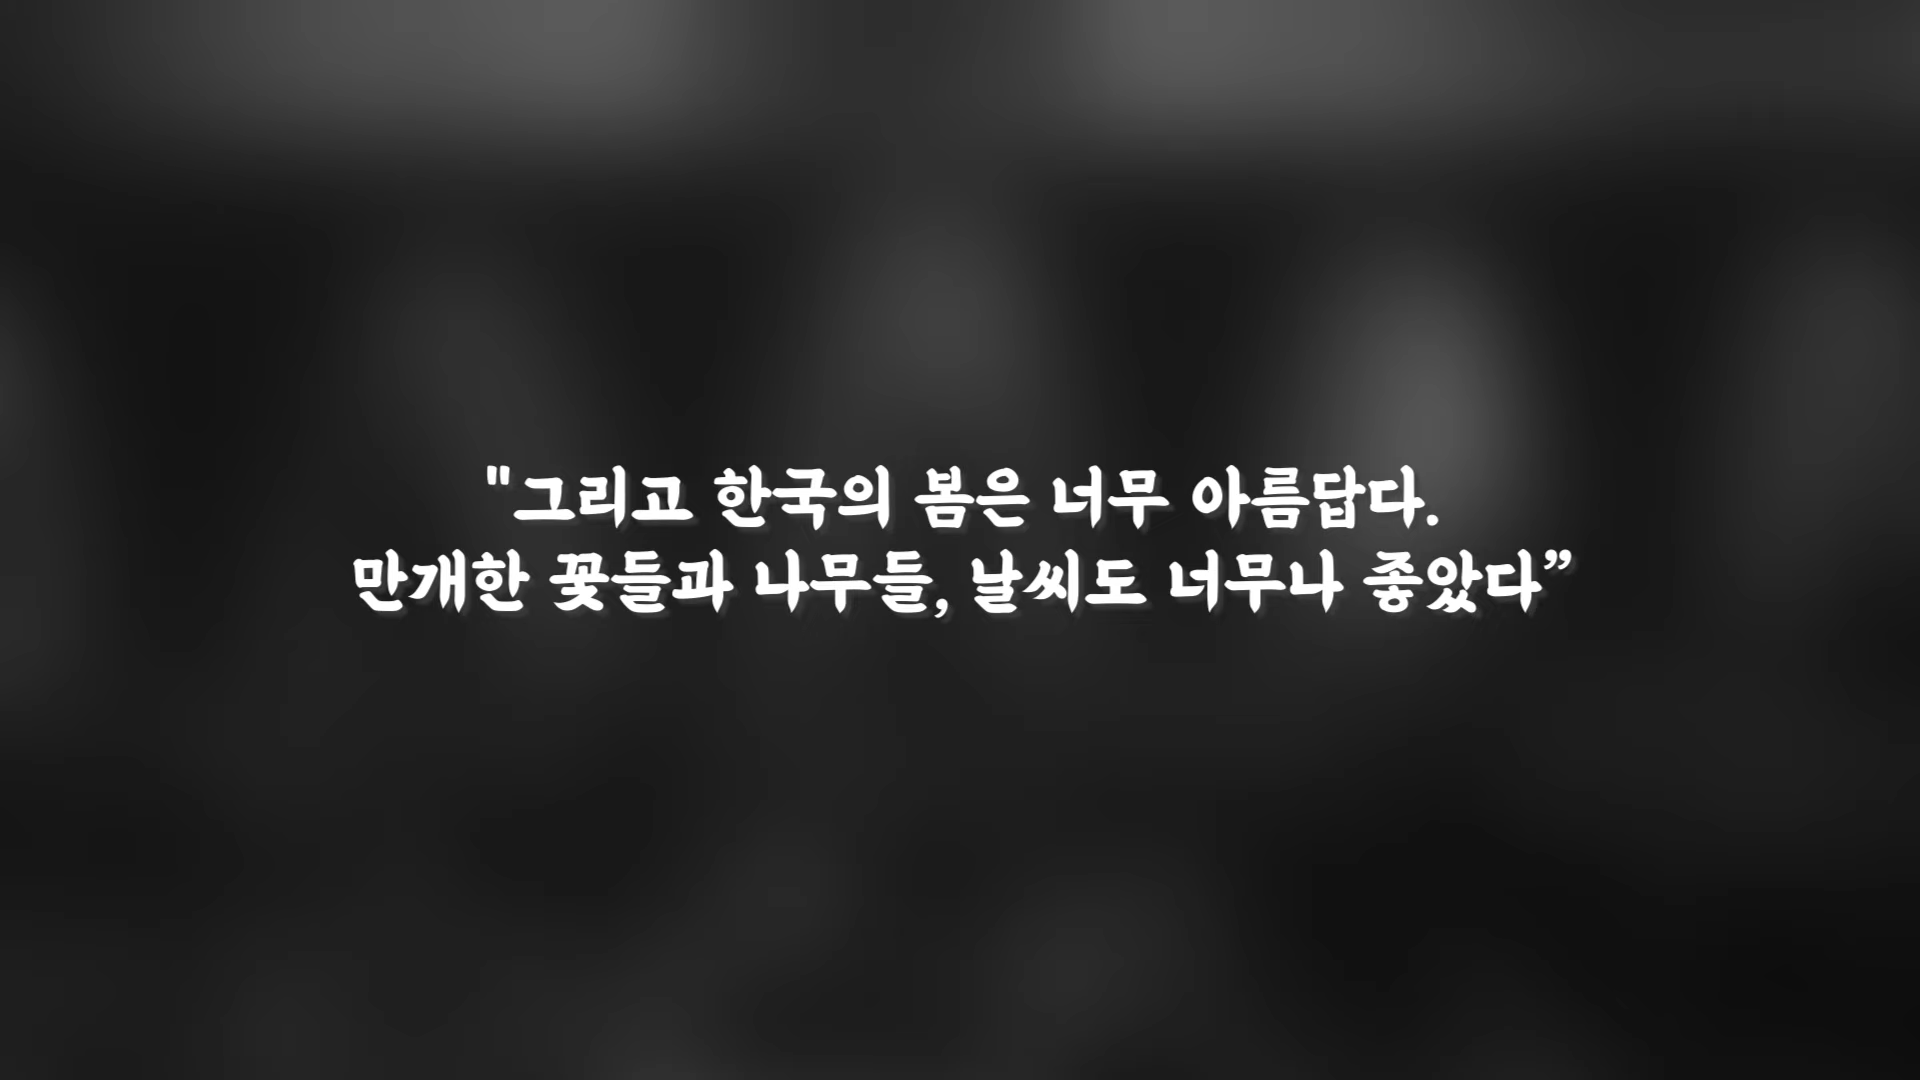 "그리고 한국의 봄은 너무 아름답다.
만개한 꽃들과 나무들, 날씨도 너무나 좋았다”